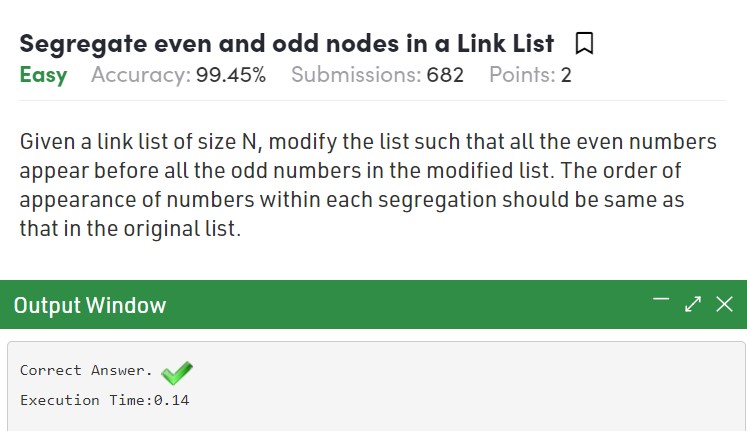 Segregate even and odd nodes in a Link List
Easy Accuracy: 99.45% Submissions: 682 Points: 2
Given a link list of size N, modify the list such that all the even numbers
appear before all the odd numbers in the modified list. The order of
appearance of numbers within each segregation should be same as
that in the original list.
Output Window
Correct Answer.
Execution Time:0.14